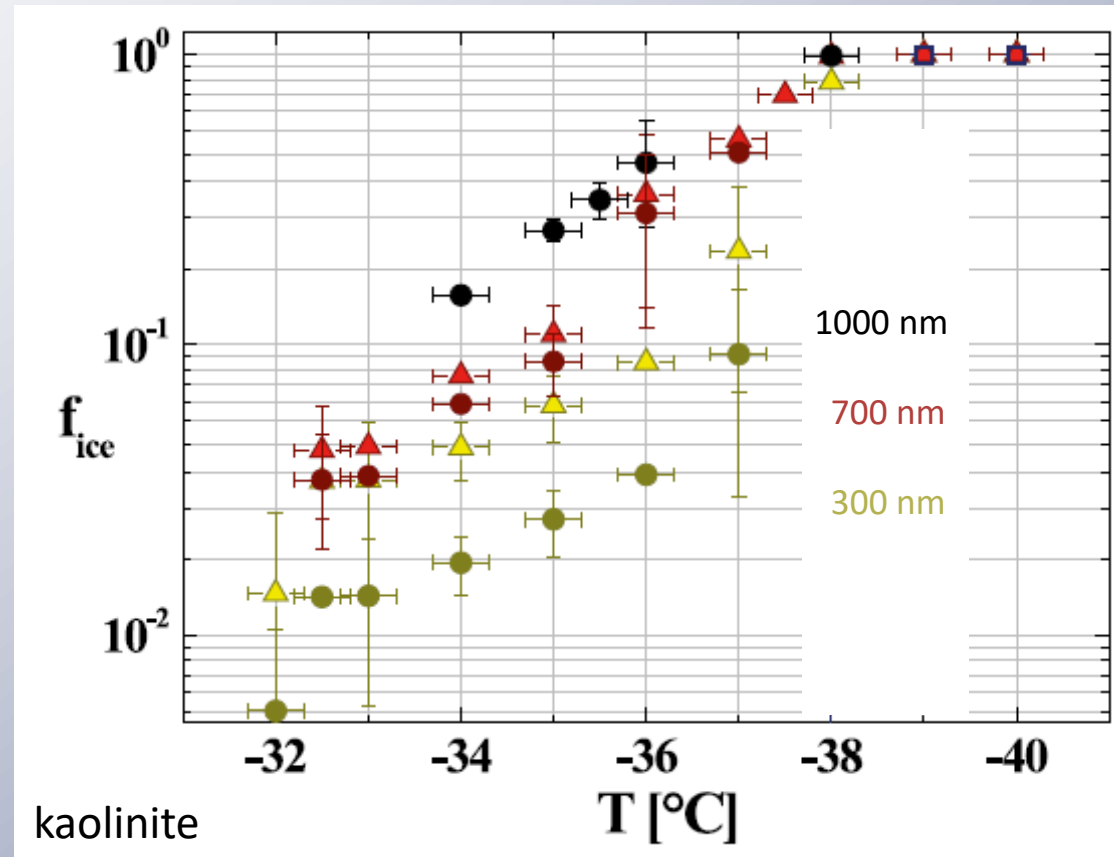 10⁰
10⁻¹
10⁻²
f_ice
1000 nm
700 nm
300 nm
-32 -34 -36 -38 -40
T [°C]
kaolinite